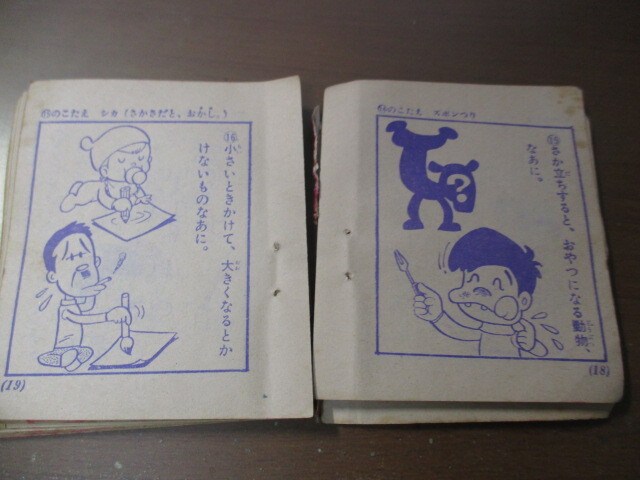 ⑭のこたえ ズボンつり
⑮さか立ちすると、おやつになる動物、
なあに。
?
(18)
⑮のこたえ シカ(さかさだと、おかし。)
⑯小さいときかけて、大きくなるとか
けないものなあに。
(19)